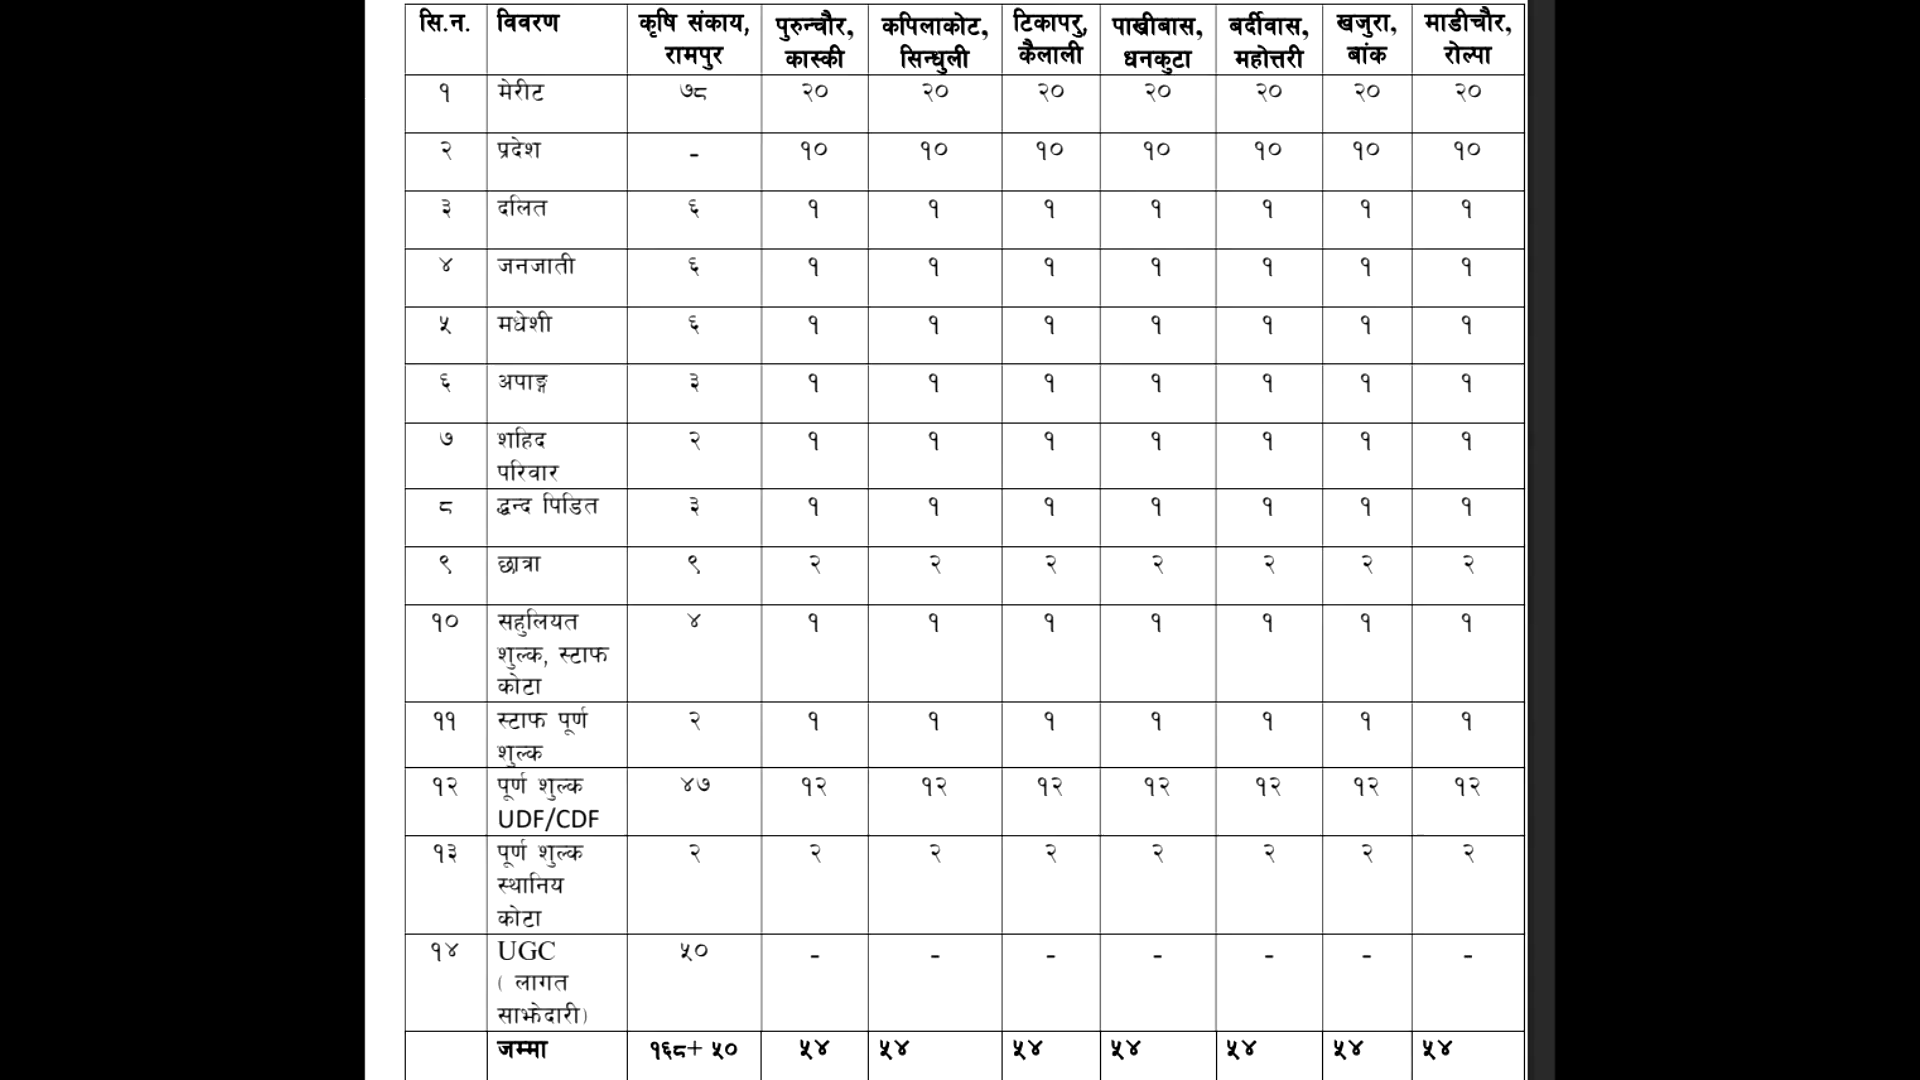 सि.न. विवरण कृषि संकाय, रामपुर पुरुन्चौर, कास्की कपिलाकोट, सिन्धुली टिकापरु, कैलाली पाख्रीबास, धनकुटा बर्दीवास, महोत्तरी खजुरा, बांक माडीचौर, रोल्पा
१ मेरीट ७८ २० २० २० २० २० २० २०
२ प्रदेश - १० १० १० १० १० १० १०
३ दलित ६ १ १ १ १ १ १ १
४ जनजाती ६ १ १ १ १ १ १ १
५ मधेशी ६ १ १ १ १ १ १ १
६ अपाङ्ग ३ १ १ १ १ १ १ १
७ शहिद परिवार २ १ १ १ १ १ १ १
८ द्धन्द पिडित ३ १ १ १ १ १ १ १
९ छात्रा ९ २ २ २ २ २ २ २
१० सहुलियत शुल्क, स्टाफ कोटा ४ १ १ १ १ १ १ १
११ स्टाफ पूर्ण शुल्क २ १ १ १ १ १ १ १
१२ पूर्ण शुल्क UDF/CDF ४७ १२ १२ १२ १२ १२ १२ १२
१३ पूर्ण शुल्क स्थानिय कोटा २ २ २ २ २ २ २ २
१४ UGC ( लागत साझेदारी) ५० - - - - - - -
जम्मा १६८+ ५० ५४ ५४ ५४ ५४ ५४ ५४ ५४